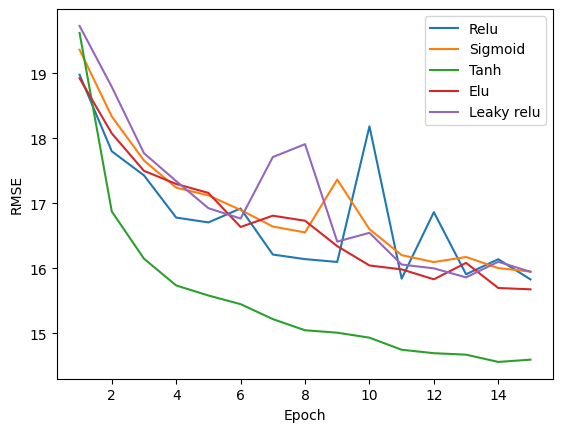 Relu
Sigmoid
Tanh
Elu
Leaky relu
RMSE
19
18
17
16
15
2 4 6 8 10 12 14
Epoch